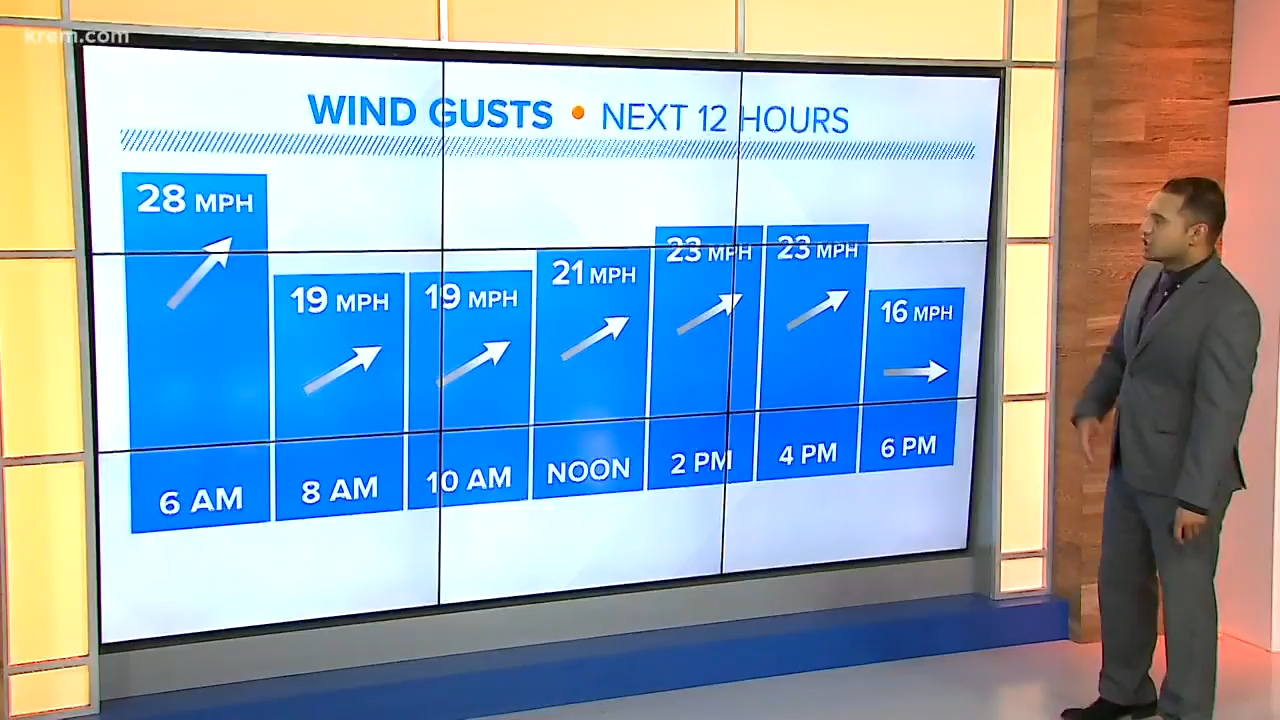 krem.com
WIND GUSTS • NEXT 12 HOURS
28 MPH
19 MPH
19 MPH
21 MPH
23 MPH
23 MPH
16 MPH
6 AM
8 AM
10 AM
NOON
2 PM
4 PM
6 PM